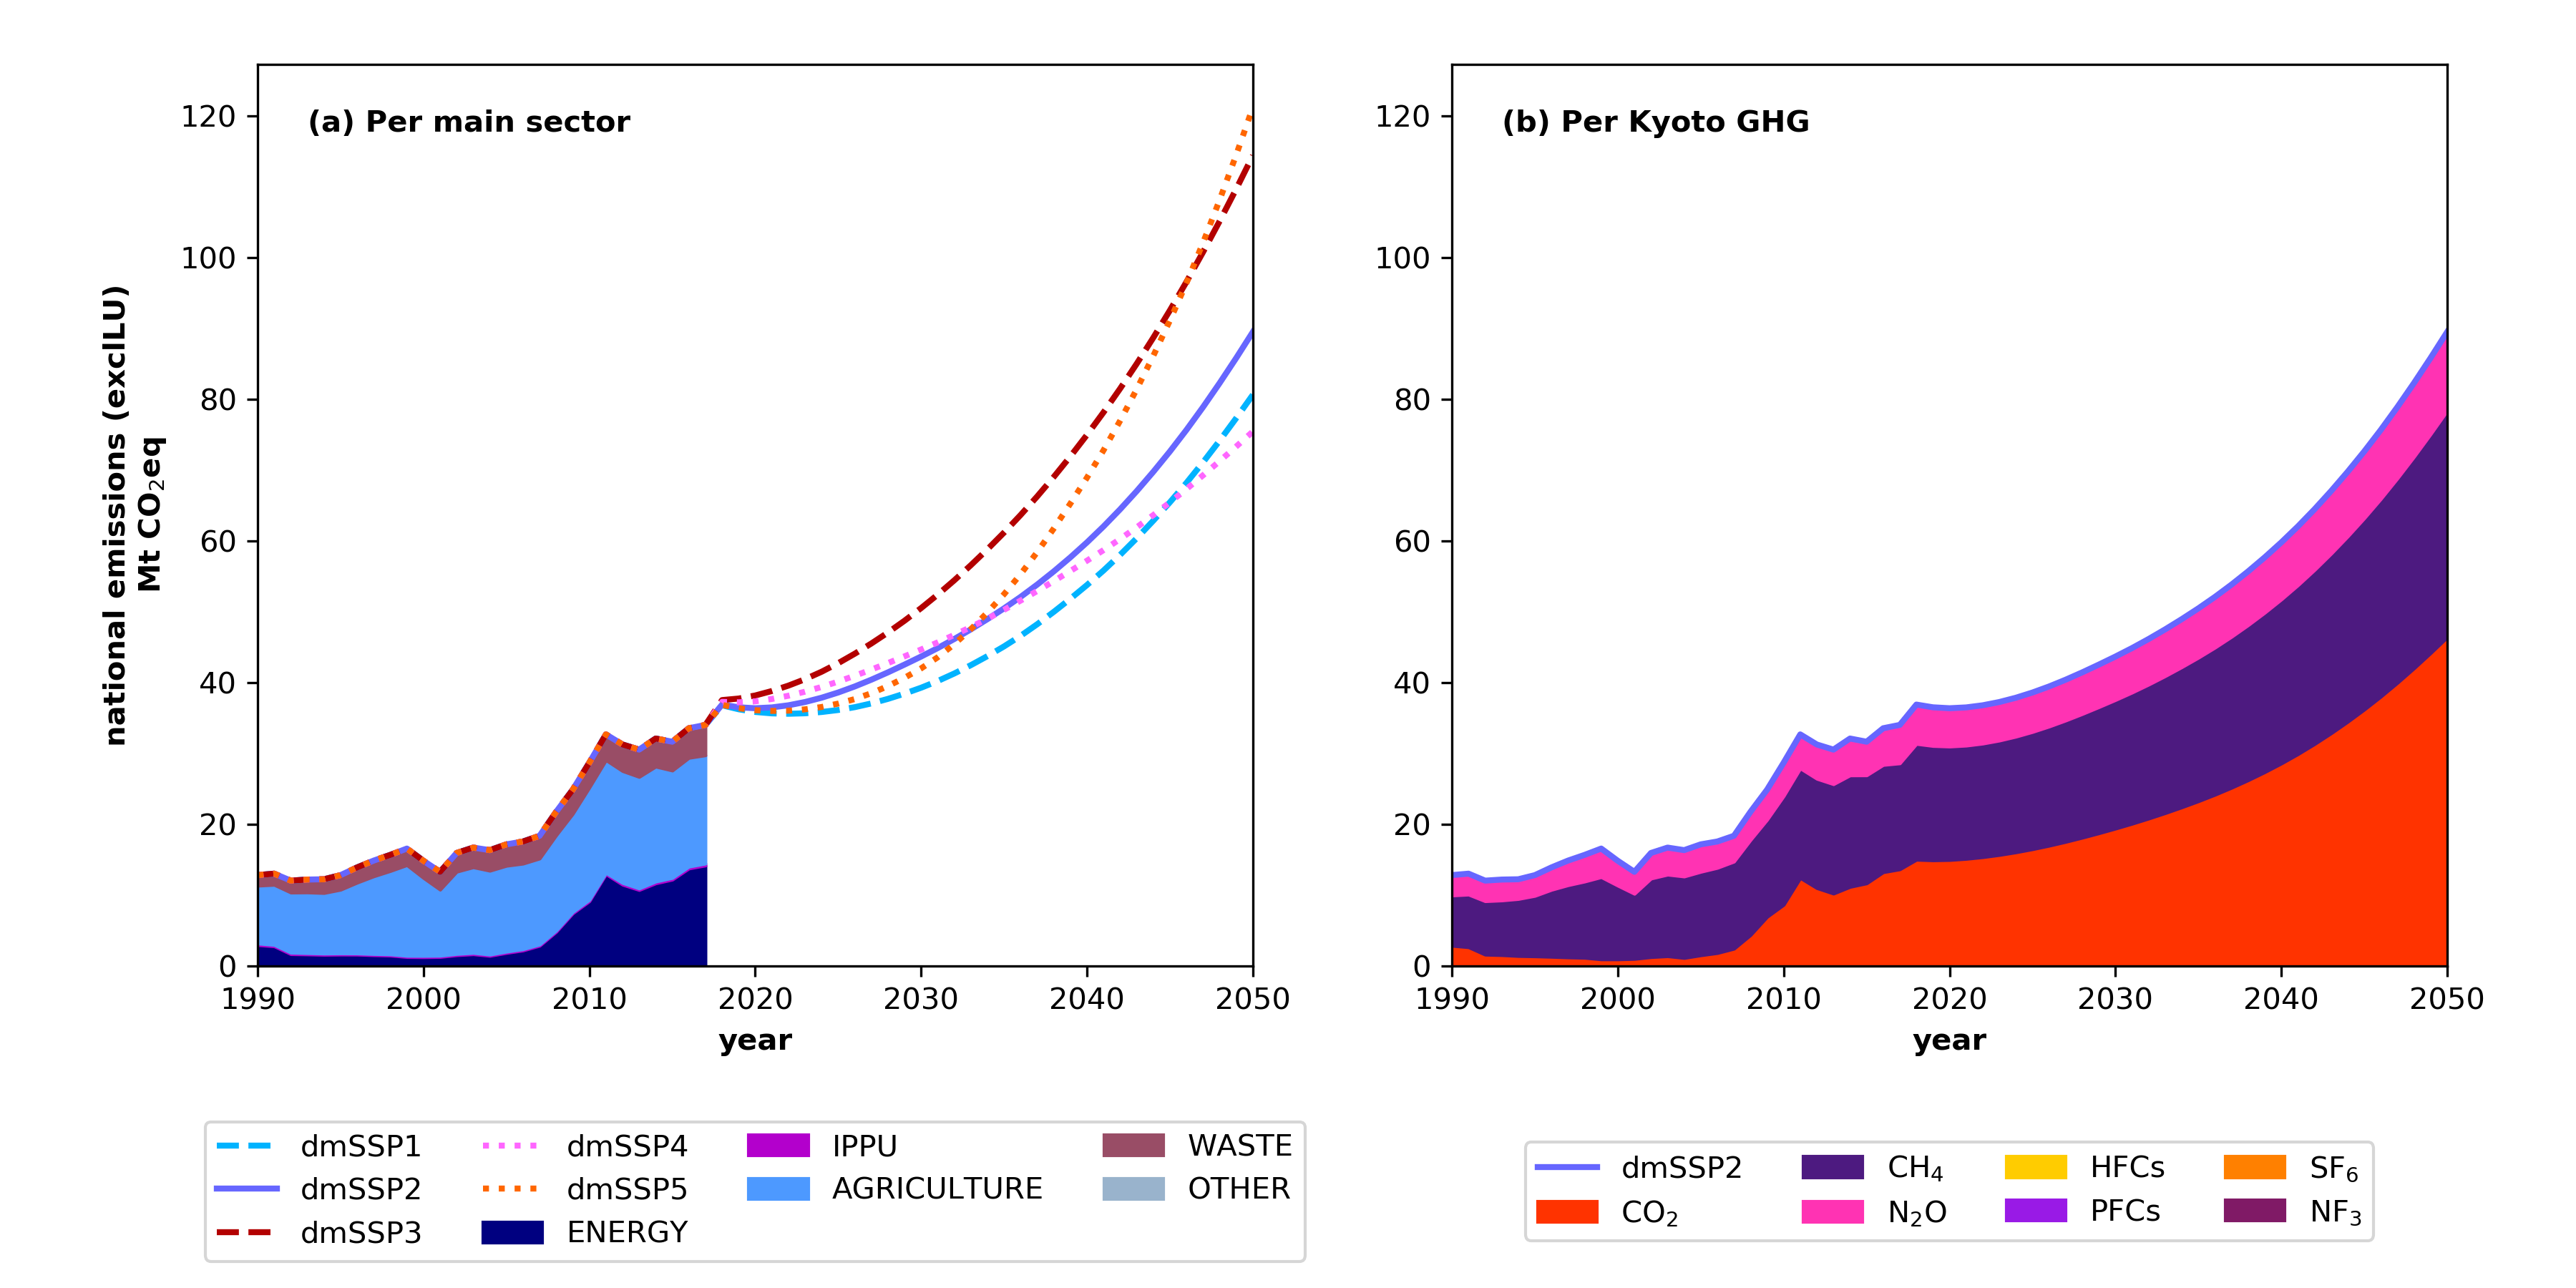 (a) Per main sector
120
100
80
60
40
20
0
national emissions (exclLU)
Mt CO₂eq
1990 2000 2010 2020 2030 2040 2050
year
(b) Per Kyoto GHG
120
100
80
60
40
20
0
1990 2000 2010 2020 2030 2040 2050
year
dmSSP1 dmSSP4 IPPU WASTE
dmSSP2 dmSSP5 AGRICULTURE OTHER
dmSSP3 ENERGY
dmSSP2 CH₄ HFCs SF₆
CO₂ N₂O PFCs NF₃